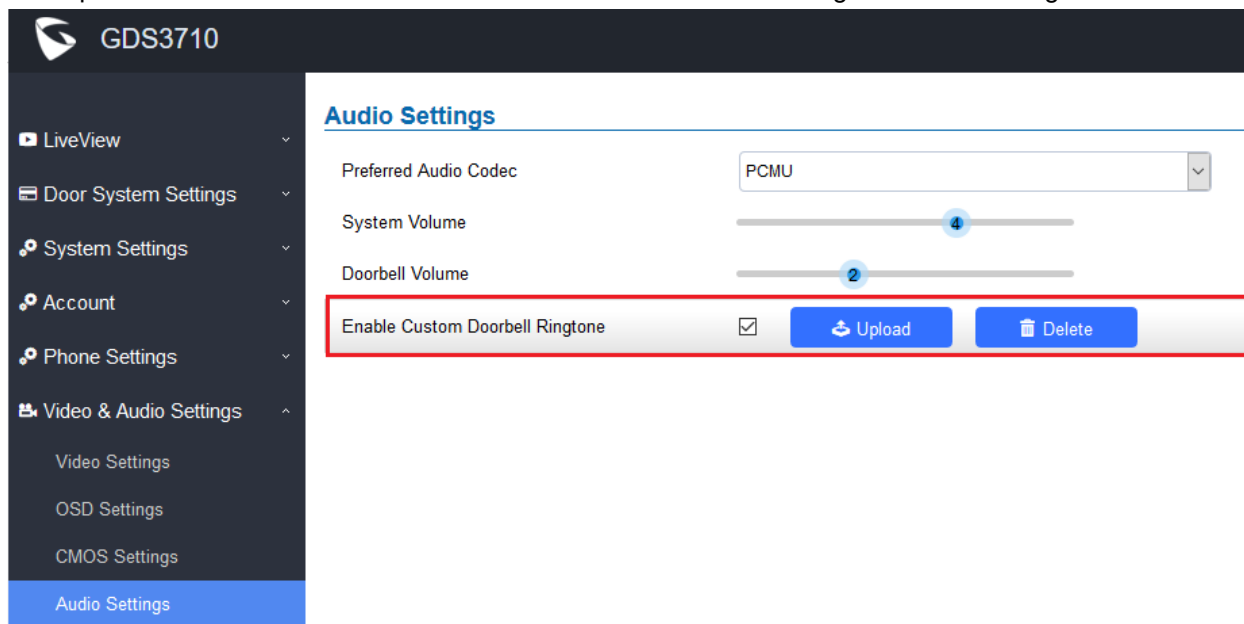 GDS3710
LiveView
Door System Settings
System Settings
Account
Phone Settings
Video & Audio Settings
Video Settings
OSD Settings
CMOS Settings
Audio Settings
Audio Settings
Preferred Audio Codec PCMU
System Volume 4
Doorbell Volume 2
Enable Custom Doorbell Ringtone Upload Delete